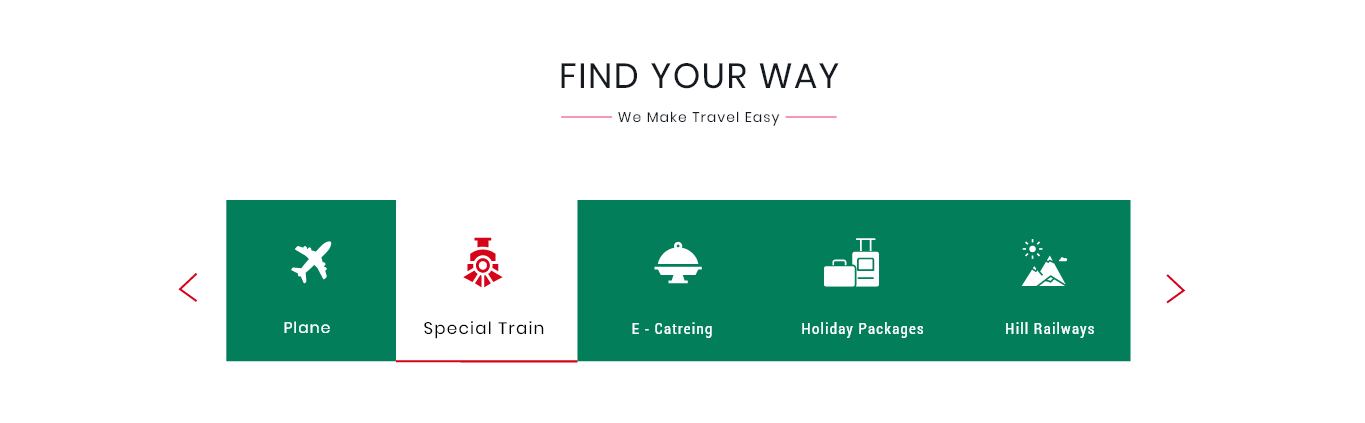 FIND YOUR WAY
We Make Travel Easy
Plane
Special Train
E - Catreing
Holiday Packages
Hill Railways